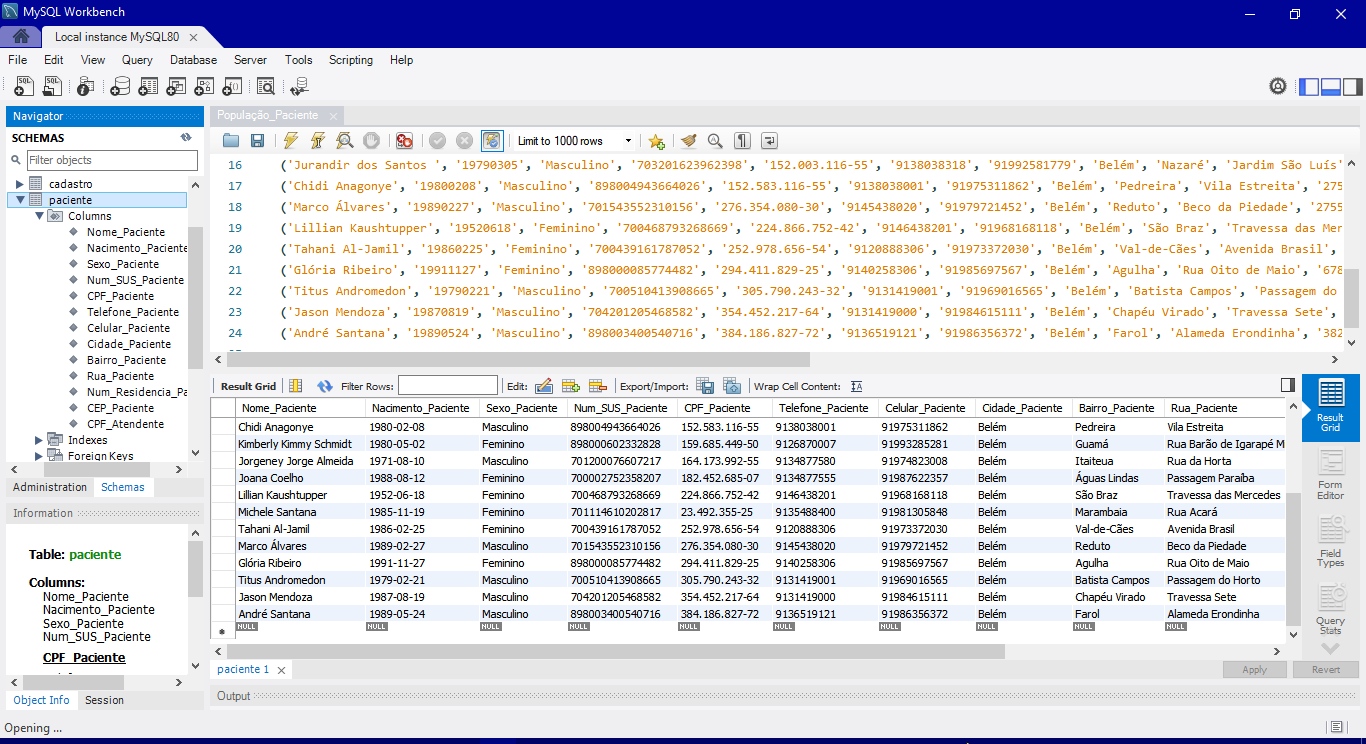 MySQL Workbench
Local instance MySQL80
File Edit View Query Database Server Tools Scripting Help
Navigator
SCHEMAS
Filter objects
cadastro
paciente
Columns
Nome_Paciente
Nacimento_Paciente
Sexo_Paciente
Num_SUS_Paciente
CPF_Paciente
Telefone_Paciente
Celular_Paciente
Cidade_Paciente
Bairro_Paciente
Rua_Paciente
Num_Residencia_Pa
CEP_Paciente
CPF_Atendente
Indexes
Foreign Keys
Administration Schemas
Information
Table: paciente
Columns:
Nome_Paciente
Nacimento_Paciente
Sexo_Paciente
Num_SUS_Paciente
CPF_Paciente
Object Info Session
População_Paciente
Limit to 1000 rows
16 ('Jurandir dos Santos ', '19790305', 'Masculino', '703201623962398', '152.003.116-55', '9138038318', '91992581779', 'Belém', 'Nazaré', 'Jardim São Luís'
17 ('Chidi Anagonye', '19800208', 'Masculino', '898004943664026', '152.583.116-55', '9138038001', '91975311862', 'Belém', 'Pedreira', 'Vila Estreita', '275
18 ('Marco Álvares', '19890227', 'Masculino', '701543552310156', '276.354.080-30', '9145438020', '91979721452', 'Belém', 'Reduto', 'Beco da Piedade', '2755
19 ('Lillian Kaushtupper', '19520618', 'Feminino', '700468793268669', '224.866.752-42', '9146438201', '91968168118', 'Belém', 'São Braz', 'Travessa das Mer
20 ('Tahani Al-Jamil', '19860225', 'Feminino', '700439161787052', '252.978.656-54', '9120888306', '91973372030', 'Belém', 'Val-de-Cães', 'Avenida Brasil',
21 ('Glória Ribeiro', '19911127', 'Feminino', '898000085774482', '294.411.829-25', '9140258306', '91985697567', 'Belém', 'Agulha', 'Rua Oito de Maio', '678
22 ('Titus Andromedon', '19790221', 'Masculino', '700510413908665', '305.790.243-32', '9131419001', '91969016565', 'Belém', 'Batista Campos', 'Passagem do
23 ('Jason Mendoza', '19870819', 'Masculino', '704201205468582', '354.452.217-64', '9131419000', '91984615111', 'Belém', 'Chapéu Virado', 'Travessa Sete',
24 ('André Santana', '19890524', 'Masculino', '898003400540716', '384.186.827-72', '9136519121', '91986356372', 'Belém', 'Farol', 'Alameda Erondinha', '382
Result Grid Filter Rows: Edit: Export/Import: Wrap Cell Content:
Nome_Paciente Nacimento_Paciente Sexo_Paciente Num_SUS_Paciente CPF_Paciente Telefone_Paciente Celular_Paciente Cidade_Paciente Bairro_Paciente Rua_Paciente
Chidi Anagonye 1980-02-08 Masculino 898004943664026 152.583.116-55 9138038001 91975311862 Belém Pedreira Vila Estreita
Kimberly Kimmy Schmidt 1980-05-02 Feminino 898000602332828 159.685.449-50 9126870007 91993285281 Belém Guamá Rua Barão de Igarapé M
Jorgeney Jorge Almeida 1971-08-10 Masculino 701200076607217 164.173.992-55 9134877580 91974823008 Belém Itaiteua Rua da Horta
Joana Coelho 1988-08-12 Feminino 700002752358207 182.452.685-07 9134877555 91987622357 Belém Águas Lindas Passagem Paraíba
Lillian Kaushtupper 1952-06-18 Feminino 700468793268669 224.866.752-42 9146438201 91968168118 Belém São Braz Travessa das Mercedes
Michele Santana 1985-11-19 Feminino 701114610202817 23.492.355-25 9135488400 91981305848 Belém Marambaia Rua Acará
Tahani Al-Jamil 1986-02-25 Feminino 700439161787052 252.978.656-54 9120888306 91973372030 Belém Val-de-Cães Avenida Brasil
Marco Álvares 1989-02-27 Masculino 701543552310156 276.354.080-30 9145438020 91979721452 Belém Reduto Beco da Piedade
Glória Ribeiro 1991-11-27 Feminino 898000085774482 294.411.829-25 9140258306 91985697567 Belém Agulha Rua Oito de Maio
Titus Andromedon 1979-02-21 Masculino 700510413908665 305.790.243-32 9131419001 91969016565 Belém Batista Campos Passagem do Horto
Jason Mendoza 1987-08-19 Masculino 704201205468582 354.452.217-64 9131419000 91984615111 Belém Chapéu Virado Travessa Sete
André Santana 1989-05-24 Masculino 898003400540716 384.186.827-72 9136519121 91986356372 Belém Farol Alameda Erondinha
NULL NULL NULL NULL NULL NULL NULL NULL NULL NULL
Result Grid
Form Editor
Field Types
Query Stats
paciente 1
Apply Revert
Output
Opening ...